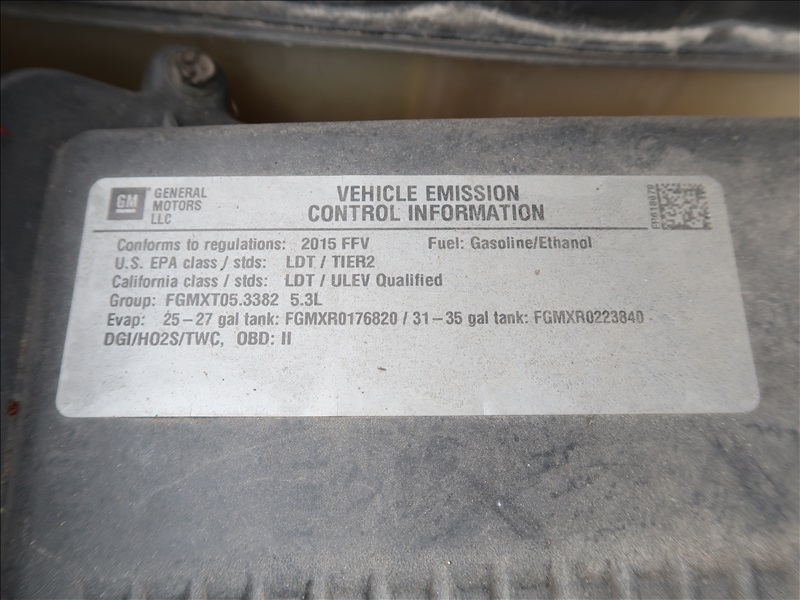 GM GENERAL MOTORS LLC
VEHICLE EMISSION
CONTROL INFORMATION
Conforms to regulations: 2015 FFV Fuel: Gasoline/Ethanol
U.S. EPA class / stds: LDT / TIER2
California class / stds: LDT / ULEV Qualified
Group: FGMXT05.3382 5.3L
Evap: 25-27 gal tank: FGMXR0176820 / 31-35 gal tank: FGMXR0223840
DGI/HO2S/TWC, OBD: II